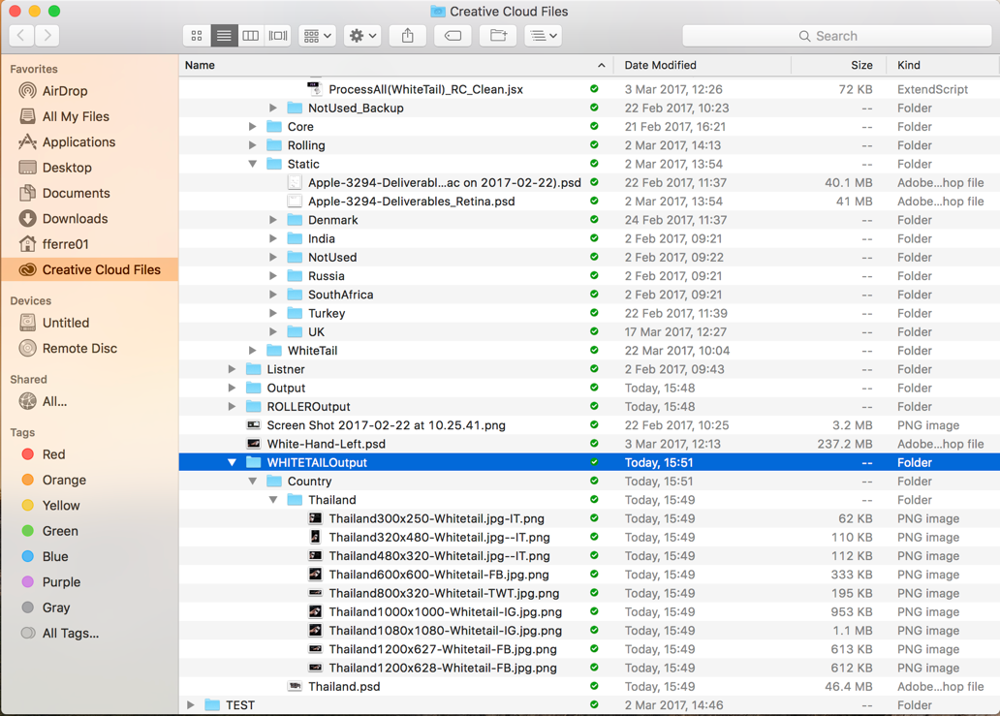 Creative Cloud Files
Search
Favorites
AirDrop
All My Files
Applications
Desktop
Documents
Downloads
fferre01
Creative Cloud Files
Devices
Untitled
Remote Disc
Shared
All...
Tags
Red
Orange
Yellow
Green
Blue
Purple
Gray
All Tags...
Name Date Modified Size Kind
ProcessAll(WhiteTail)_RC_Clean.jsx 3 Mar 2017, 12:26 72 KB ExtendScript
NotUsed_Backup 22 Feb 2017, 10:23 -- Folder
Core 21 Feb 2017, 16:21 -- Folder
Rolling 2 Mar 2017, 14:13 -- Folder
Static 2 Mar 2017, 13:54 -- Folder
Apple-3294-Deliverabl...ac on 2017-02-22).psd 22 Feb 2017, 11:37 40.1 MB Adobe...hop file
Apple-3294-Deliverables_Retina.psd 2 Mar 2017, 13:54 41 MB Adobe...hop file
Denmark 24 Feb 2017, 11:37 -- Folder
India 2 Feb 2017, 09:21 -- Folder
NotUsed 2 Feb 2017, 09:22 -- Folder
Russia 2 Feb 2017, 09:21 -- Folder
SouthAfrica 2 Feb 2017, 09:21 -- Folder
Turkey 22 Feb 2017, 11:39 -- Folder
UK 17 Mar 2017, 12:27 -- Folder
WhiteTail 22 Mar 2017, 10:04 -- Folder
Listner 2 Feb 2017, 09:43 -- Folder
Output Today, 15:48 -- Folder
ROLLEROutput Today, 15:48 -- Folder
Screen Shot 2017-02-22 at 10.25.41.png 22 Feb 2017, 10:25 3.2 MB PNG image
White-Hand-Left.psd 3 Mar 2017, 12:13 237.2 MB Adobe...hop file
WHITETAILOutput Today, 15:51 -- Folder
Country Today, 15:51 -- Folder
Thailand Today, 15:49 -- Folder
Thailand300x250-Whitetail.jpg-IT.png Today, 15:49 62 KB PNG image
Thailand320x480-Whitetail.jpg--IT.png Today, 15:49 110 KB PNG image
Thailand480x320-Whitetail.jpg--IT.png Today, 15:49 112 KB PNG image
Thailand600x600-Whitetail-FB.jpg.png Today, 15:49 333 KB PNG image
Thailand800x320-Whitetail-TWT.jpg.png Today, 15:49 195 KB PNG image
Thailand1000x1000-Whitetail-IG.jpg.png Today, 15:49 953 KB PNG image
Thailand1080x1080-Whitetail-IG.jpg.png Today, 15:49 1.1 MB PNG image
Thailand1200x627-Whitetail-FB.jpg.png Today, 15:49 613 KB PNG image
Thailand1200x628-Whitetail-FB.jpg.png Today, 15:49 612 KB PNG image
Thailand.psd Today, 15:49 46.4 MB Adobe...hop file
TEST 2 Mar 2017, 14:46 -- Folder